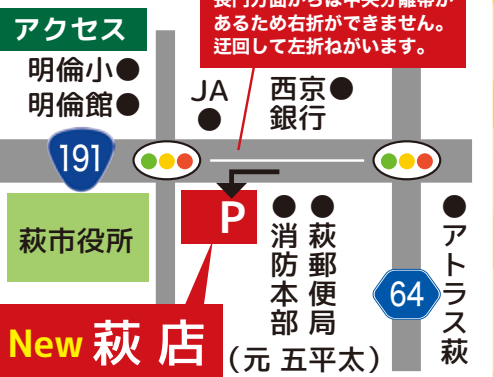 長門方面からは中央分離帯が
あるため右折ができません。
迂回して左折ねがいます。
アクセス
明倫小●
明倫館●
JA
●
西京●
銀行
191
P
萩市役所
●消防本部
●萩郵便局
●アトラス萩
64
New 萩 店
(元 五平太)